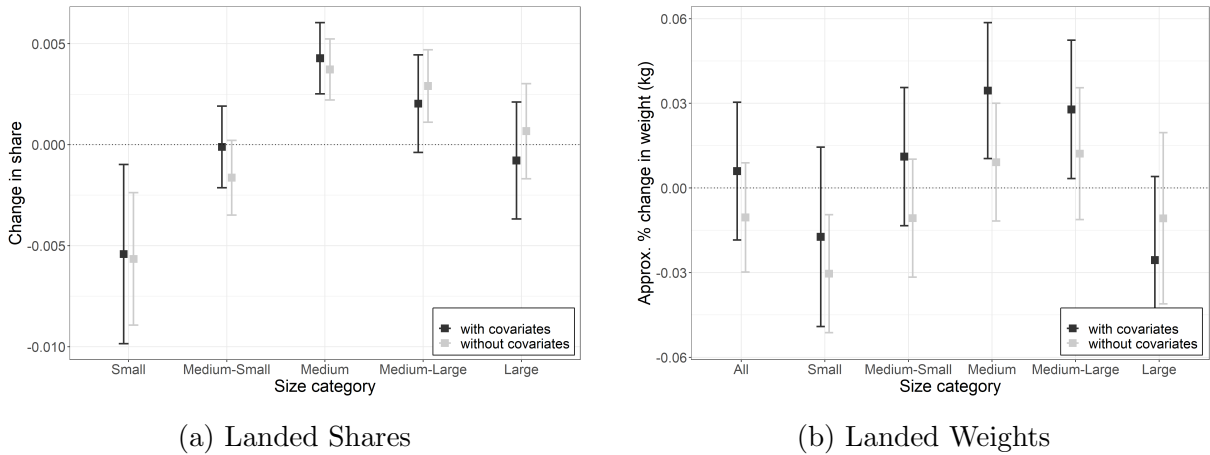 0.005
0.000
-0.005
-0.010
Change in share
Small Medium-Small Medium Medium-Large Large
Size category
with covariates
without covariates
(a) Landed Shares
0.06
0.03
0.00
-0.03
-0.06
Approx. % change in weight (kg)
All Small Medium-Small Medium Medium-Large Large
Size category
with covariates
without covariates
(b) Landed Weights